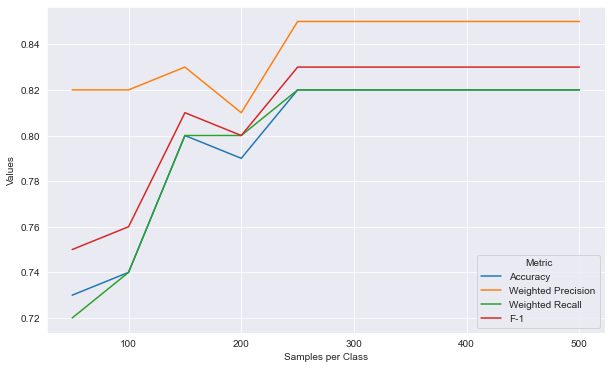 0.84
0.82
0.80
0.78
0.76
0.74
0.72
Values
100
200
300
400
500
Samples per Class
Metric
Accuracy
Weighted Precision
Weighted Recall
F-1